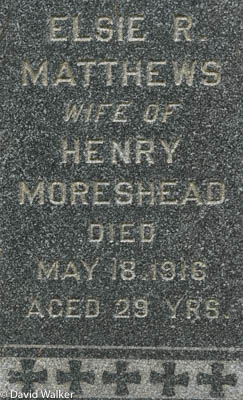 ELSIE R.
MATTHEWS
WIFE OF
HENRY
MORESHEAD
DIED
MAY 18.1916
AGED 29 YRS.
©David Walker